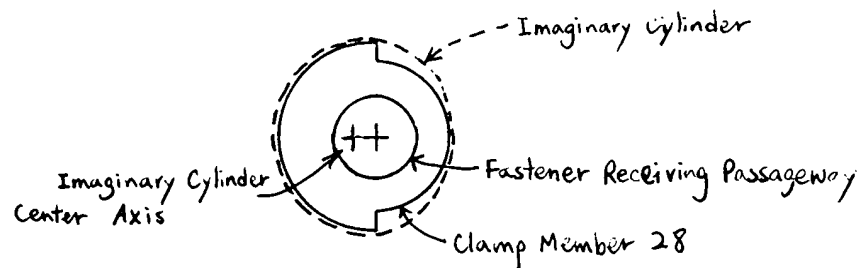 Imaginary Cylinder
Imaginary Cylinder
Center Axis
Fastener Receiving Passageway
Clamp Member 28